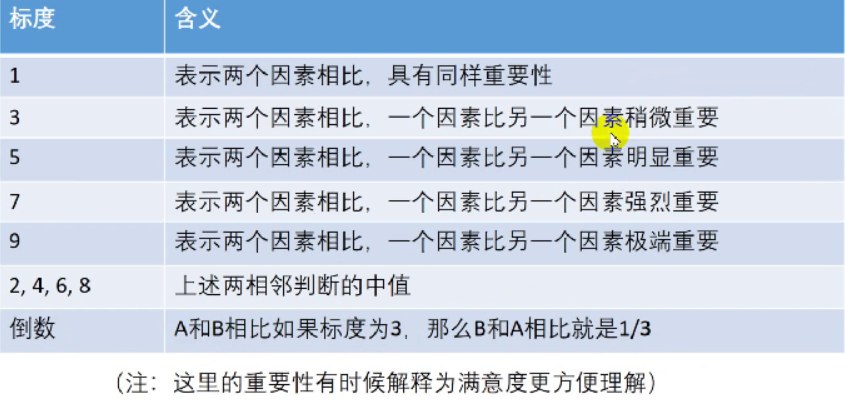 标度 含义
1 表示两个因素相比，具有同样重要性
3 表示两个因素相比，一个因素比另一个因素稍微重要
5 表示两个因素相比，一个因素比另一个因素明显重要
7 表示两个因素相比，一个因素比另一个因素强烈重要
9 表示两个因素相比，一个因素比另一个因素极端重要
2, 4, 6, 8 上述两相邻判断的中值
倒数 A和B相比如果标度为3，那么B和A相比就是1/3
（注：这里的重要性有时候解释为满意度更方便理解）